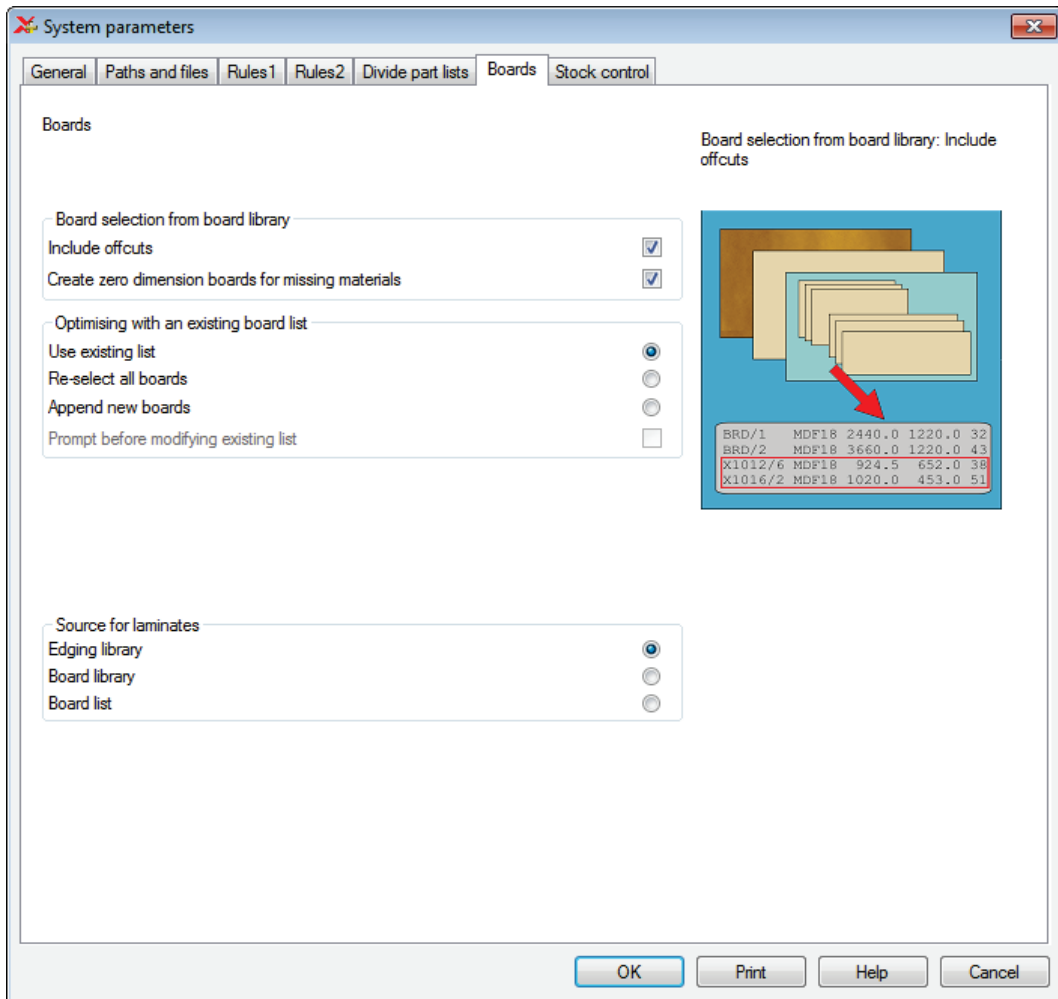 System parameters
General Paths and files Rules1 Rules2 Divide part lists Boards Stock control
Boards
Board selection from board library: Include
offcuts
Board selection from board library
Include offcuts
Create zero dimension boards for missing materials
Optimising with an existing board list
Use existing list
Re-select all boards
Append new boards
Prompt before modifying existing list
BRD/1 MDF18 2440.0 1220.0 32
BRD/2 MDF18 3660.0 1220.0 43
X1012/6 MDF18 924.5 652.0 38
X1016/2 MDF18 1020.0 453.0 51
Source for laminates
Edging library
Board library
Board list
OK Print Help Cancel